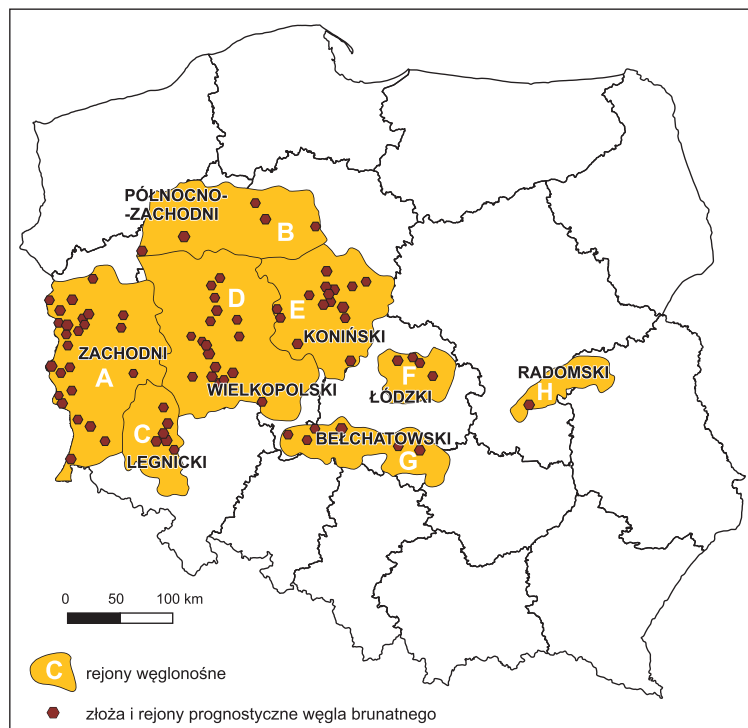 PÓŁNOCNO-
-ZACHODNI
B
D
E
KONIŃSKI
ZACHODNI
A
WIELKOPOLSKI
F
ŁÓDZKI
RADOMSKI
H
C
LEGNICKI
BEŁCHATOWSKI
G
0 50 100 km
C rejony węglonośne
złoża i rejony prognostyczne węgla brunatnego